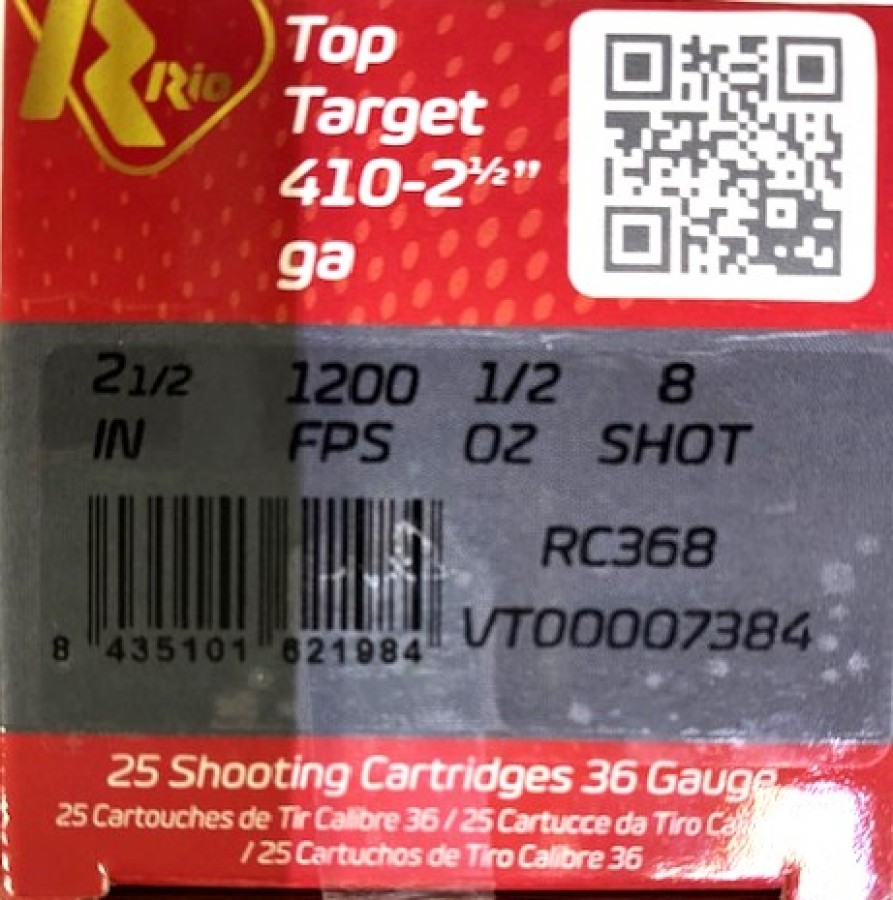 Rio
Top
Target
410-2½”
ga
2 1/2 1200 1/2 8
IN FPS OZ SHOT
RC368
VT00007384
8 435101 621984
25 Shooting Cartridges 36 Gauge
25 Cartouches de Tir Calibre 36 / 25 Cartucce da Tiro
/ 25 Cartuchos de Tiro Calibre 36